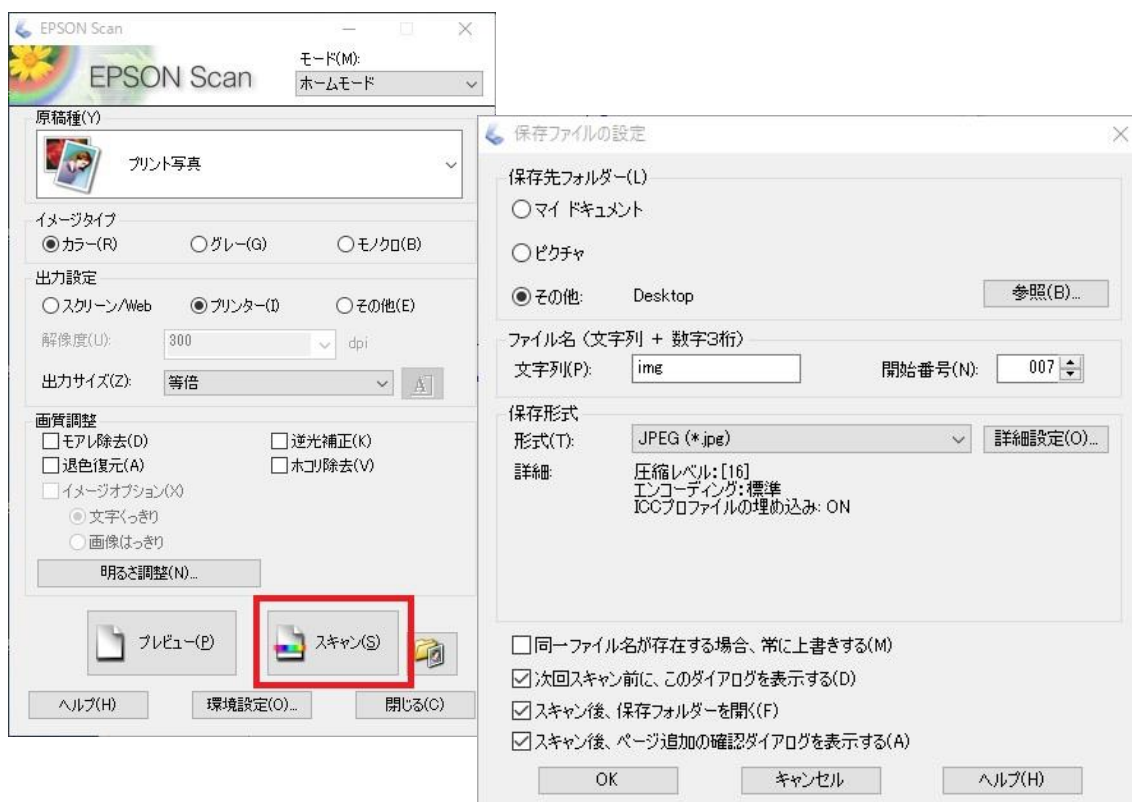 EPSON Scan
EPSON Scan
モード(M):
ホームモード
原稿種(Y)
プリント写真
イメージタイプ
カラー(R) グレー(G) モノクロ(B)
出力設定
スクリーン/Web プリンター(I) その他(E)
解像度(U): 300 dpi
出力サイズ(Z): 等倍 A
画質調整
モアレ除去(D) 逆光補正(K)
退色復元(A) ホコリ除去(V)
イメージオプション(X)
文字くっきり
画像はっきり
明るさ調整(N)...
プレビュー(P) スキャン(S)
ヘルプ(H) 環境設定(O)... 閉じる(C)
保存ファイルの設定
保存先フォルダー(L)
マイ ドキュメント
ピクチャ
その他: Desktop 参照(B)...
ファイル名 (文字列 + 数字3桁)
文字列(P): img 開始番号(N): 007
保存形式
形式(T): JPEG (*.jpg) 詳細設定(O)...
詳細: 圧縮レベル:[16]
エンコーディング:標準
ICCプロファイルの埋め込み: ON
同一ファイル名が存在する場合、常に上書きする(M)
次回スキャン前に、このダイアログを表示する(D)
スキャン後、保存フォルダーを開く(F)
スキャン後、ページ追加の確認ダイアログを表示する(A)
OK キャンセル ヘルプ(H)